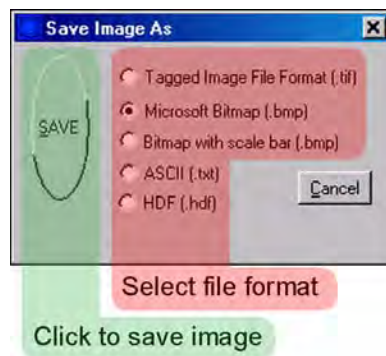 Save Image As
Tagged Image File Format (.tif)
Microsoft Bitmap (.bmp)
SAVE
Bitmap with scale bar (.bmp)
ASCII (.txt)
Cancel
HDF (.hdf)
Select file format
Click to save image